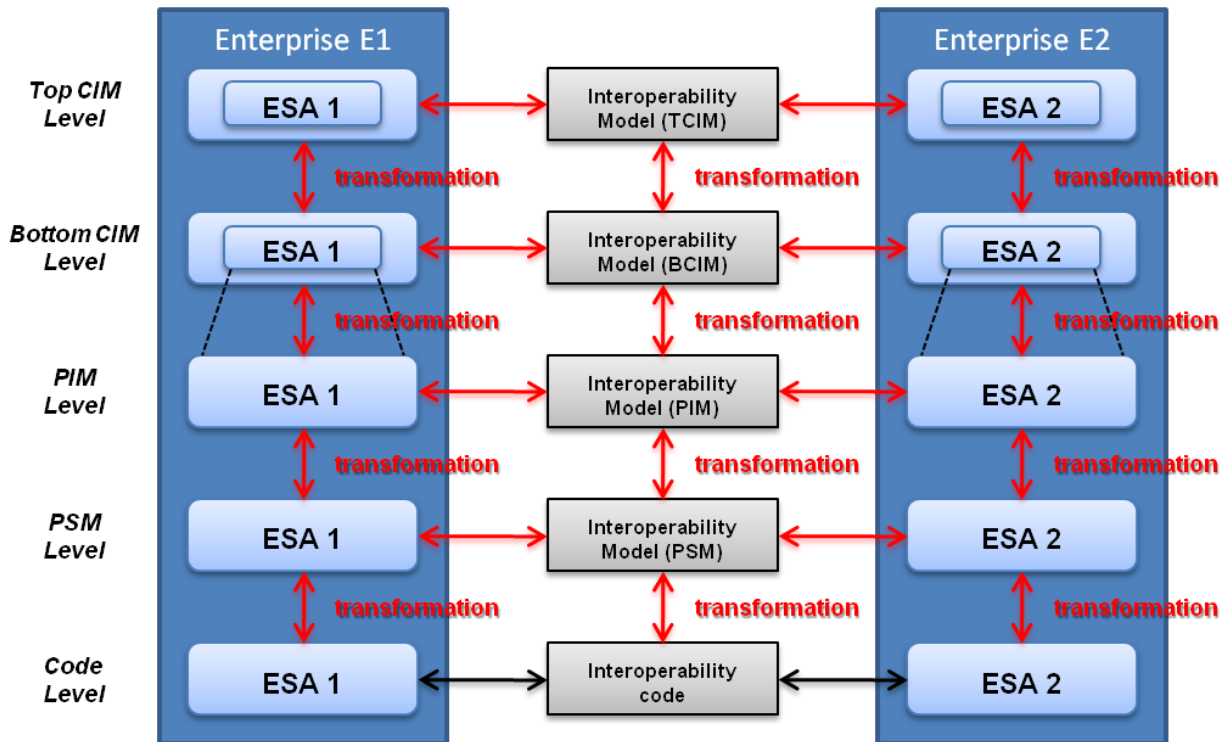 Enterprise E1
Enterprise E2
Top CIM
Level
ESA 1
Interoperability
Model (TCIM)
ESA 2
transformation
transformation
transformation
Bottom CIM
Level
ESA 1
Interoperability
Model (BCIM)
ESA 2
transformation
transformation
transformation
PIM
Level
ESA 1
Interoperability
Model (PIM)
ESA 2
transformation
transformation
transformation
PSM
Level
ESA 1
Interoperability
Model (PSM)
ESA 2
transformation
transformation
transformation
Code
Level
ESA 1
Interoperability
code
ESA 2